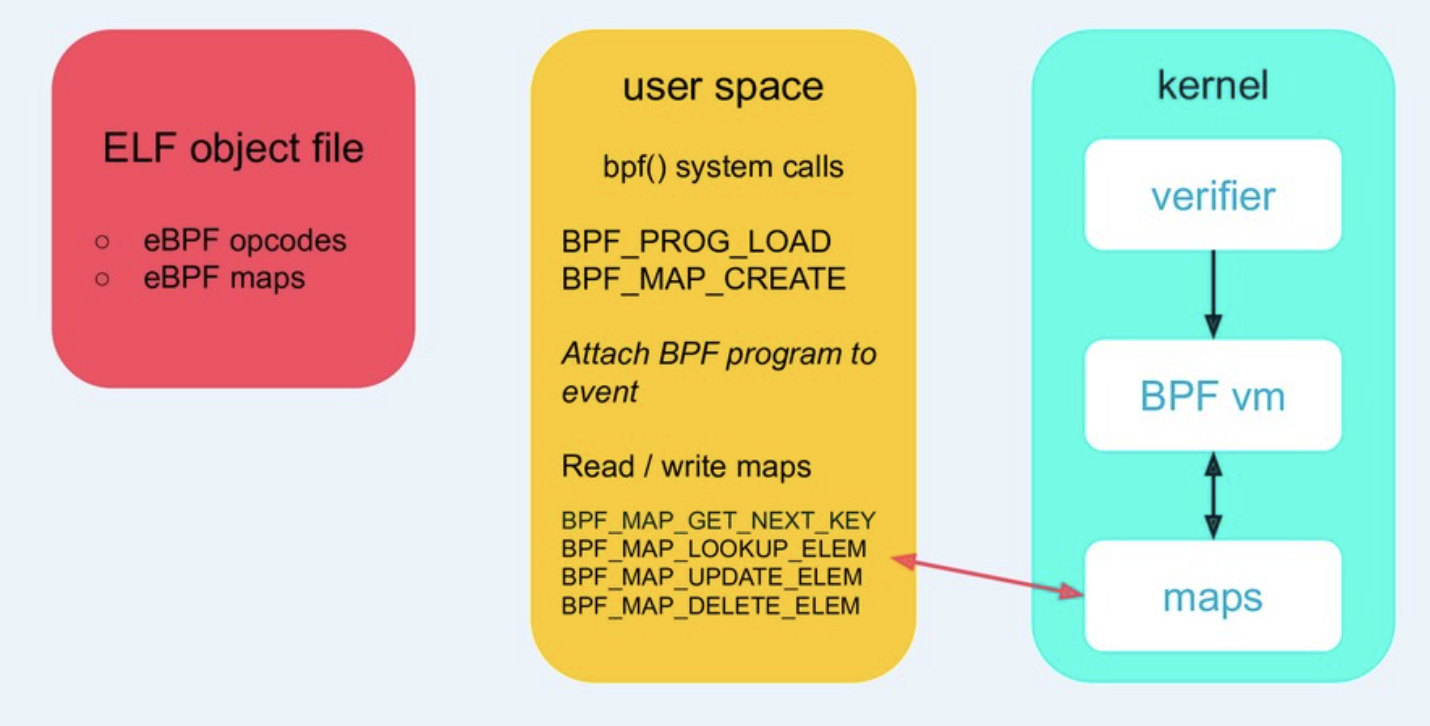 ELF object file
○ eBPF opcodes
○ eBPF maps
user space
bpf() system calls
BPF_PROG_LOAD
BPF_MAP_CREATE
Attach BPF program to
event
Read / write maps
BPF_MAP_GET_NEXT_KEY
BPF_MAP_LOOKUP_ELEM
BPF_MAP_UPDATE_ELEM
BPF_MAP_DELETE_ELEM
kernel
verifier
BPF vm
maps